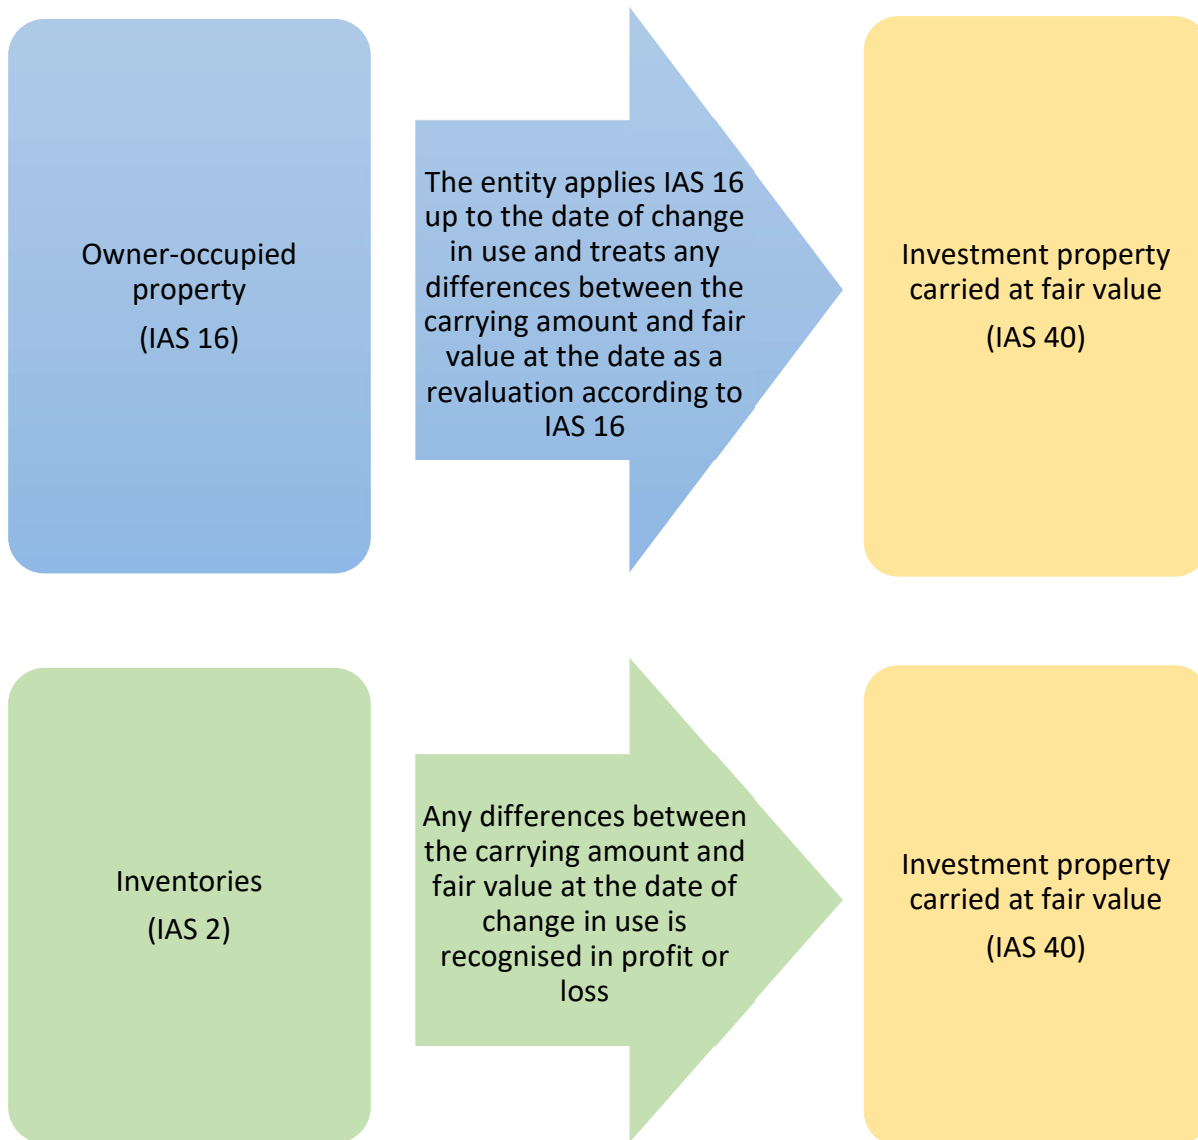 Owner-occupied
property
(IAS 16)
The entity applies IAS 16
up to the date of change
in use and treats any
differences between the
carrying amount and fair
value at the date as a
revaluation according to
IAS 16
Investment property
carried at fair value
(IAS 40)
Inventories
(IAS 2)
Any differences between
the carrying amount and
fair value at the date of
change in use is
recognised in profit or
loss
Investment property
carried at fair value
(IAS 40)